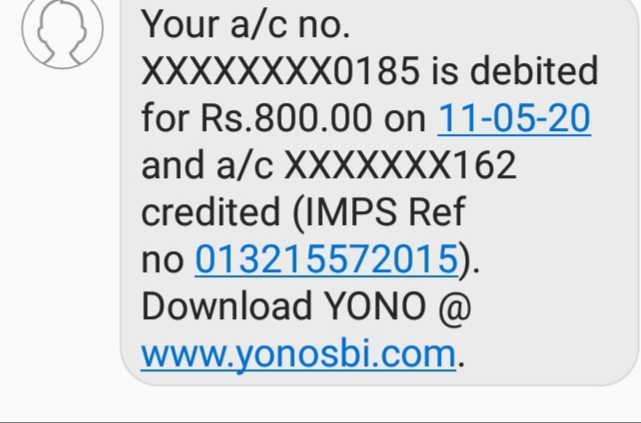 Your a/c no.
XXXXXXXX0185 is debited
for Rs.800.00 on 11-05-20
and a/c XXXXXXX162
credited (IMPS Ref
no 013215572015).
Download YONO @
www.yonosbi.com.